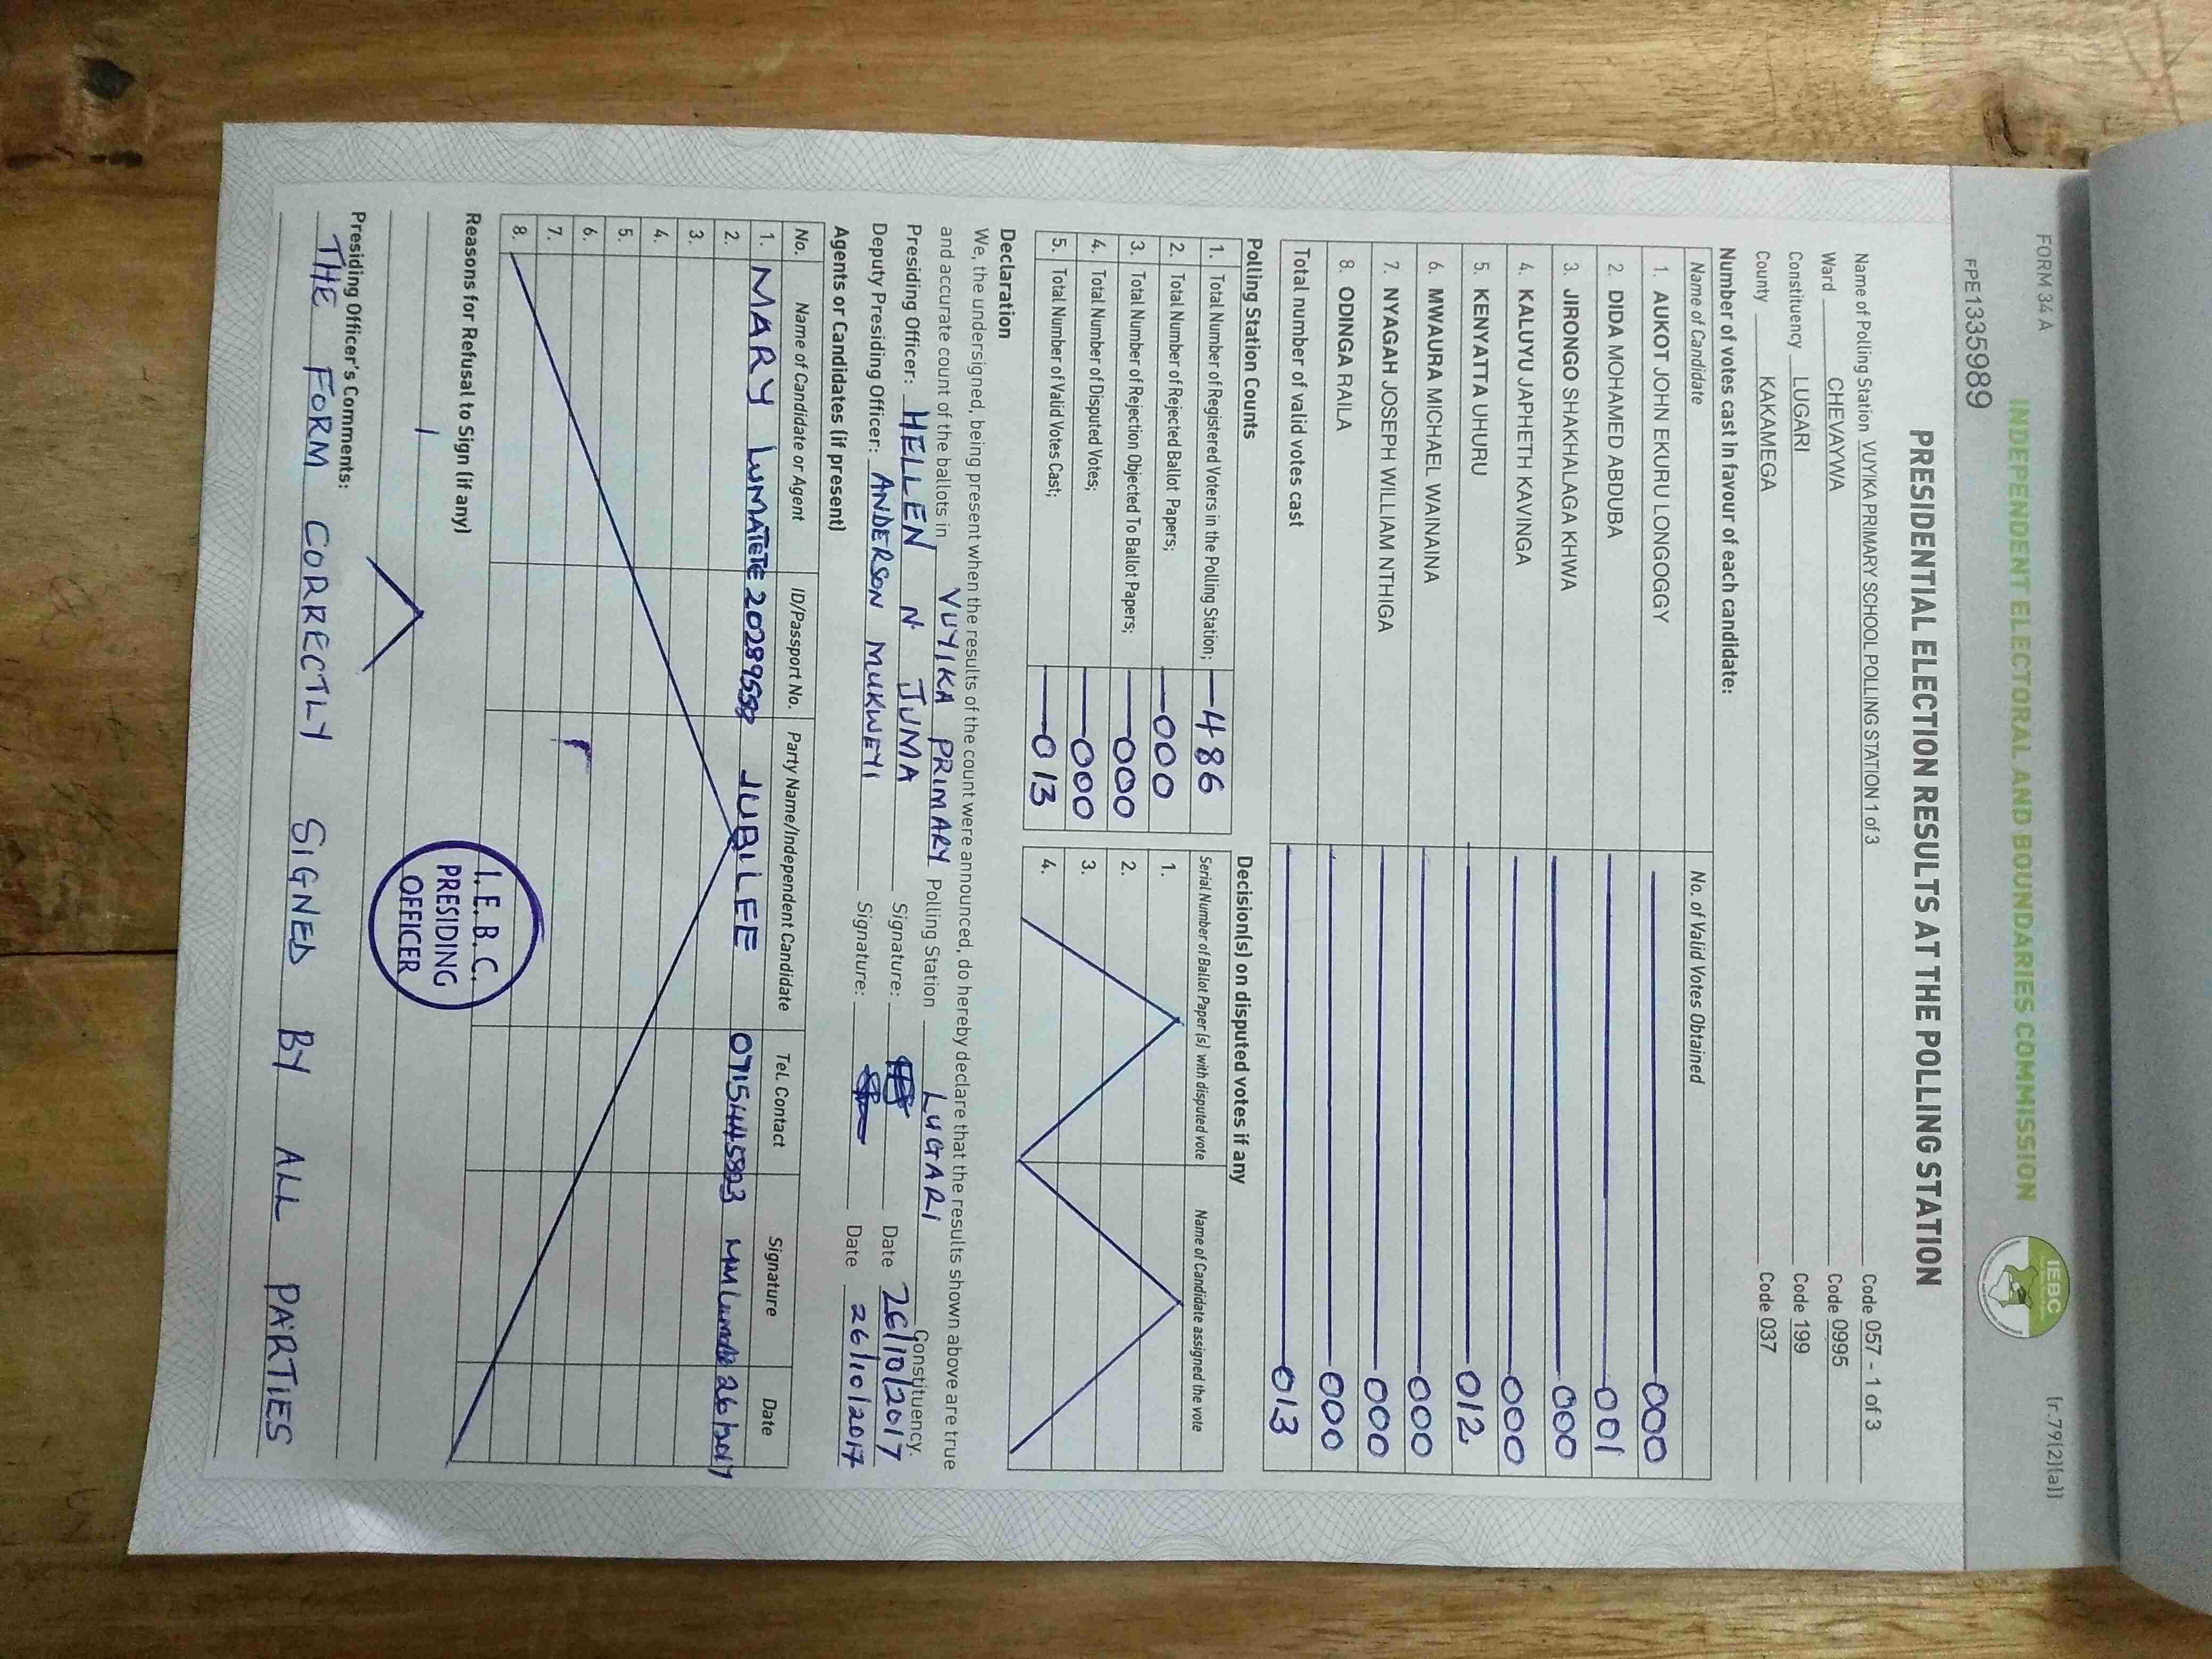 FORM 34 A
(r.79(2)(a))
INDEPENDENT ELECTORAL AND BOUNDARIES COMMISSION
IEBC
FPE1335989
PRESIDENTIAL ELECTION RESULTS AT THE POLLING STATION
Name of Polling Station VUYIKA PRIMARY SCHOOL POLLING STATION 1 of 3 Code 057 - 1 of 3
Ward CHEVAYWA Code 0995
Constituency LUGARI Code 199
County KAKAMEGA Code 037
Number of votes cast in favour of each candidate:
Name of Candidate No. of Valid Votes Obtained
1. AUKOT JOHN EKURU LONGOGGY 000
2. DIDA MOHAMED ABDUBA 001
3. JIRONGO SHAKHALAGA KHWA 000
4. KALUYU JAPHETH KAVINGA 000
5. KENYATTA UHURU 012
6. MWAURA MICHAEL WAINAINA 000
7. NYAGAH JOSEPH WILLIAM NTHIGA 000
8. ODINGA RAILA 000
Total number of valid votes cast 013
Polling Station Counts
1. Total Number of Registered Voters in the Polling Station; 486
2. Total Number of Rejected Ballot Papers; 000
3. Total Number of Rejection Objected To Ballot Papers; 000
4. Total Number of Disputed Votes; 000
5. Total Number of Valid Votes Cast; 013
Decision(s) on disputed votes if any
Serial Number of Ballot Paper (s) with disputed vote Name of Candidate assigned the vote
1.
2.
3.
4.
Declaration
We, the undersigned, being present when the results of the count were announced, do hereby declare that the results shown above are true
and accurate count of the ballots in VUYIKA PRIMARY Polling Station LUGARI Constituency.
Presiding Officer: HELLEN N. JUMA Signature: Date 26/10/2017
Deputy Presiding Officer: ANDERSON MUKWEYI Signature: Date 26/10/2017
Agents or Candidates (if present)
No. Name of Candidate or Agent ID/Passport No. Party Name/Independent Candidate Tel. Contact Signature Date
1. MARY LUMATETE JUBILEE
2.
3.
4.
5.
6.
7.
8.
Reasons for Refusal to Sign (if any)
I. E. B. C.
PRESIDING
OFFICER
Presiding Officer's Comments:
THE FORM CORRECTLY SIGNED BY ALL PARTIES